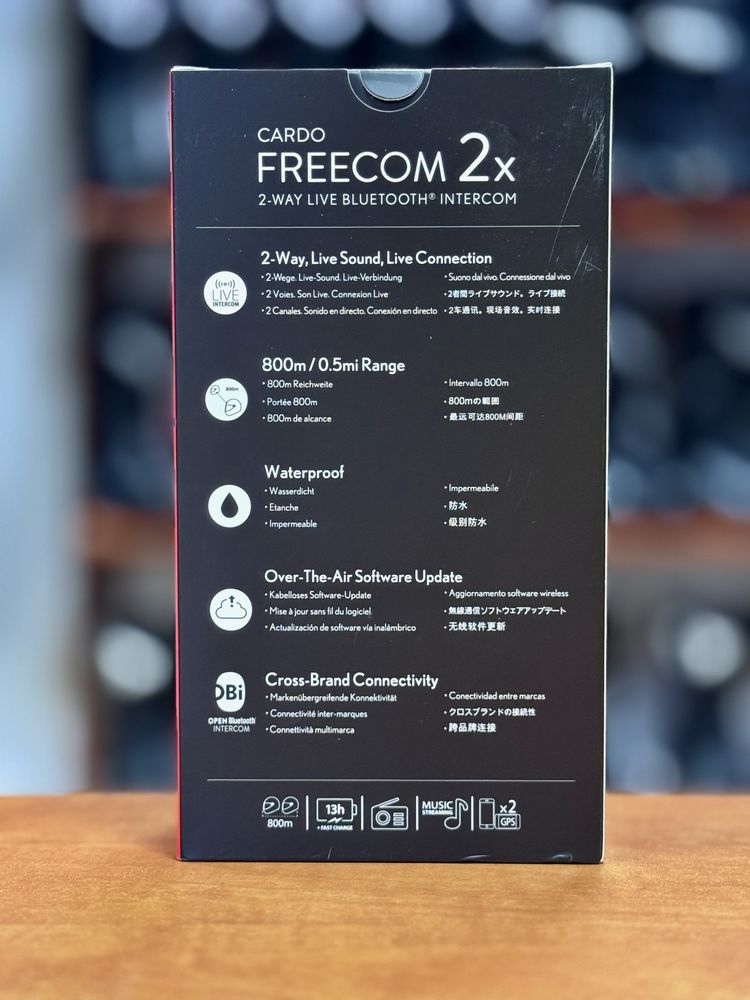 CARDO
FREECOM 2x
2-WAY LIVE BLUETOOTH® INTERCOM
2-Way, Live Sound, Live Connection
• 2-Wege. Live-Sound. Live-Verbindung
• Suono dal vivo. Connessione dal vivo
• 2 Voies. Son Live. Connexion Live
• 2者間ライブサウンド。ライブ接続
• 2 Canales. Sonido en directo. Conexión en directo
• 2车通讯。现场音效。实时连接
((•))
LIVE
INTERCOM
800m / 0.5mi Range
• 800m Reichweite
• Intervallo 800m
• Portée 800m
• 800mの範囲
• 800m de alcance
• 最远可达800M间距
800m
Waterproof
• Wasserdicht
• Impermeabile
• Etanche
• 防水
• Impermeable
• 级别防水
Over-The-Air Software Update
• Kabelloses Software-Update
• Aggiornamento software wireless
• Mise à jour sans fil du logiciel
• 無線通信ソフトウェアアップデート
• Actualización de software vía inalámbrico
• 无线软件更新
Cross-Brand Connectivity
• Markenübergreifende Konnektivität
• Conectividad entre marcas
• Connectivité inter-marques
• クロスブランドの接続性
• Connettività multimarca
• 跨品牌连接
OBi
OPEN Bluetooth
INTERCOM
800m
13h
+ FAST CHARGE
MUSIC
STREAMING
x2
GPS